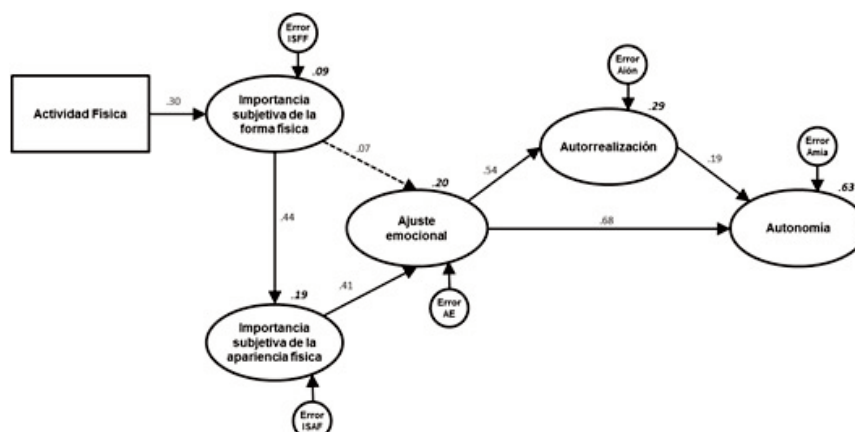 Error
ISFF
.09
Importancia
subjetiva de la
forma física
Actividad Física
.30
.07
.44
Error
Aión
.29
Autorrealización
.54
.19
Error
Amia
.63
Autonomía
.20
Ajuste
emocional
.68
.41
Error
AE
.19
Importancia
subjetiva de la
apariencia física
Error
ISAF